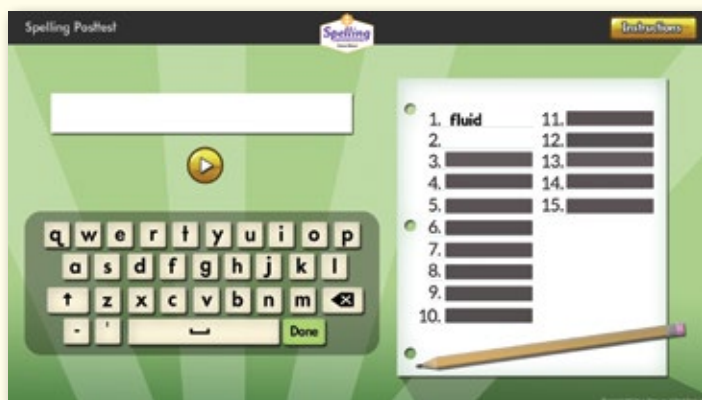 Spelling Posttest
Spelling
Instructions
1. fluid
2.
3.
4.
5.
6.
7.
8.
9.
10.
11.
12.
13.
14.
15.
q w e r t y u i o p
a s d f g h j k l
↑ z x c v b n m
- ' Done